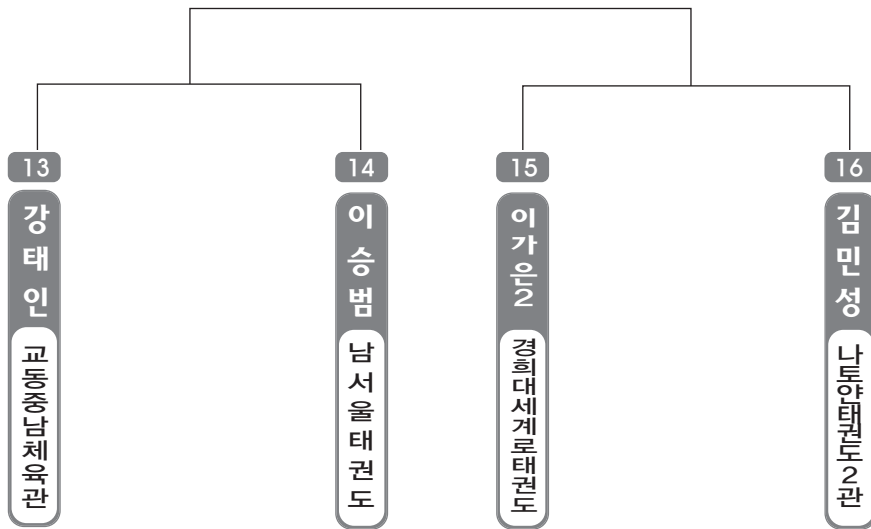 13
강태인
교동중남체육관
14
이승범
남서울태권도
15
이가은2
경희대세계로태권도
16
김민성
나토얀태권도2관